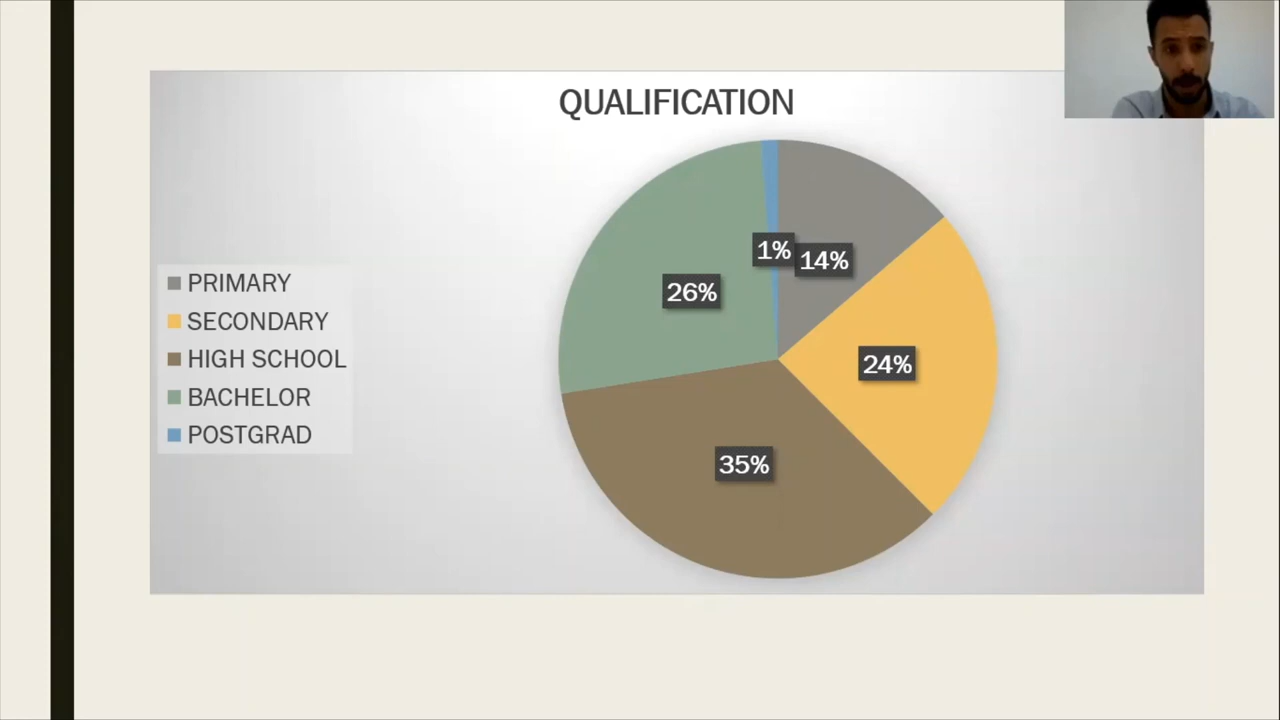 QUALIFICATION
PRIMARY
SECONDARY
HIGH SCHOOL
BACHELOR
POSTGRAD
1%
14%
26%
24%
35%